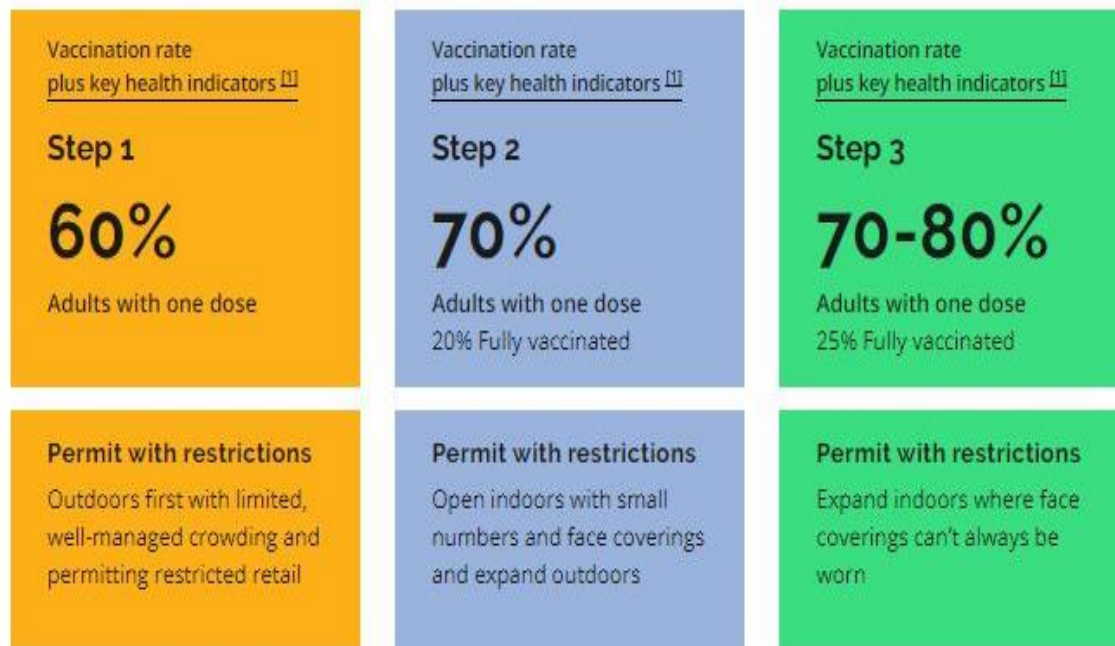 Vaccination rate
plus key health indicators [1]
Step 1
60%
Adults with one dose
Permit with restrictions
Outdoors first with limited,
well-managed crowding and
permitting restricted retail
Vaccination rate
plus key health indicators [1]
Step 2
70%
Adults with one dose
20% Fully vaccinated
Permit with restrictions
Open indoors with small
numbers and face coverings
and expand outdoors
Vaccination rate
plus key health indicators [1]
Step 3
70-80%
Adults with one dose
25% Fully vaccinated
Permit with restrictions
Expand indoors where face
coverings can't always be
worn